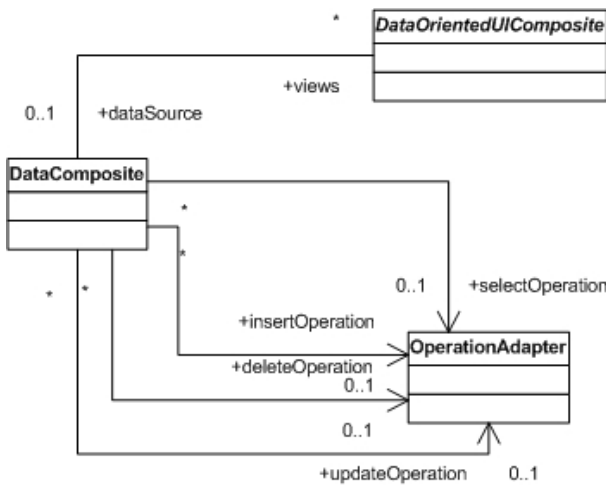 *
DataOrientedUIComposite
+views
0..1
+dataSource
DataComposite
*
*
*
*
0..1
+selectOperation
+insertOperation
OperationAdapter
+deleteOperation
0..1
0..1
+updateOperation
0..1